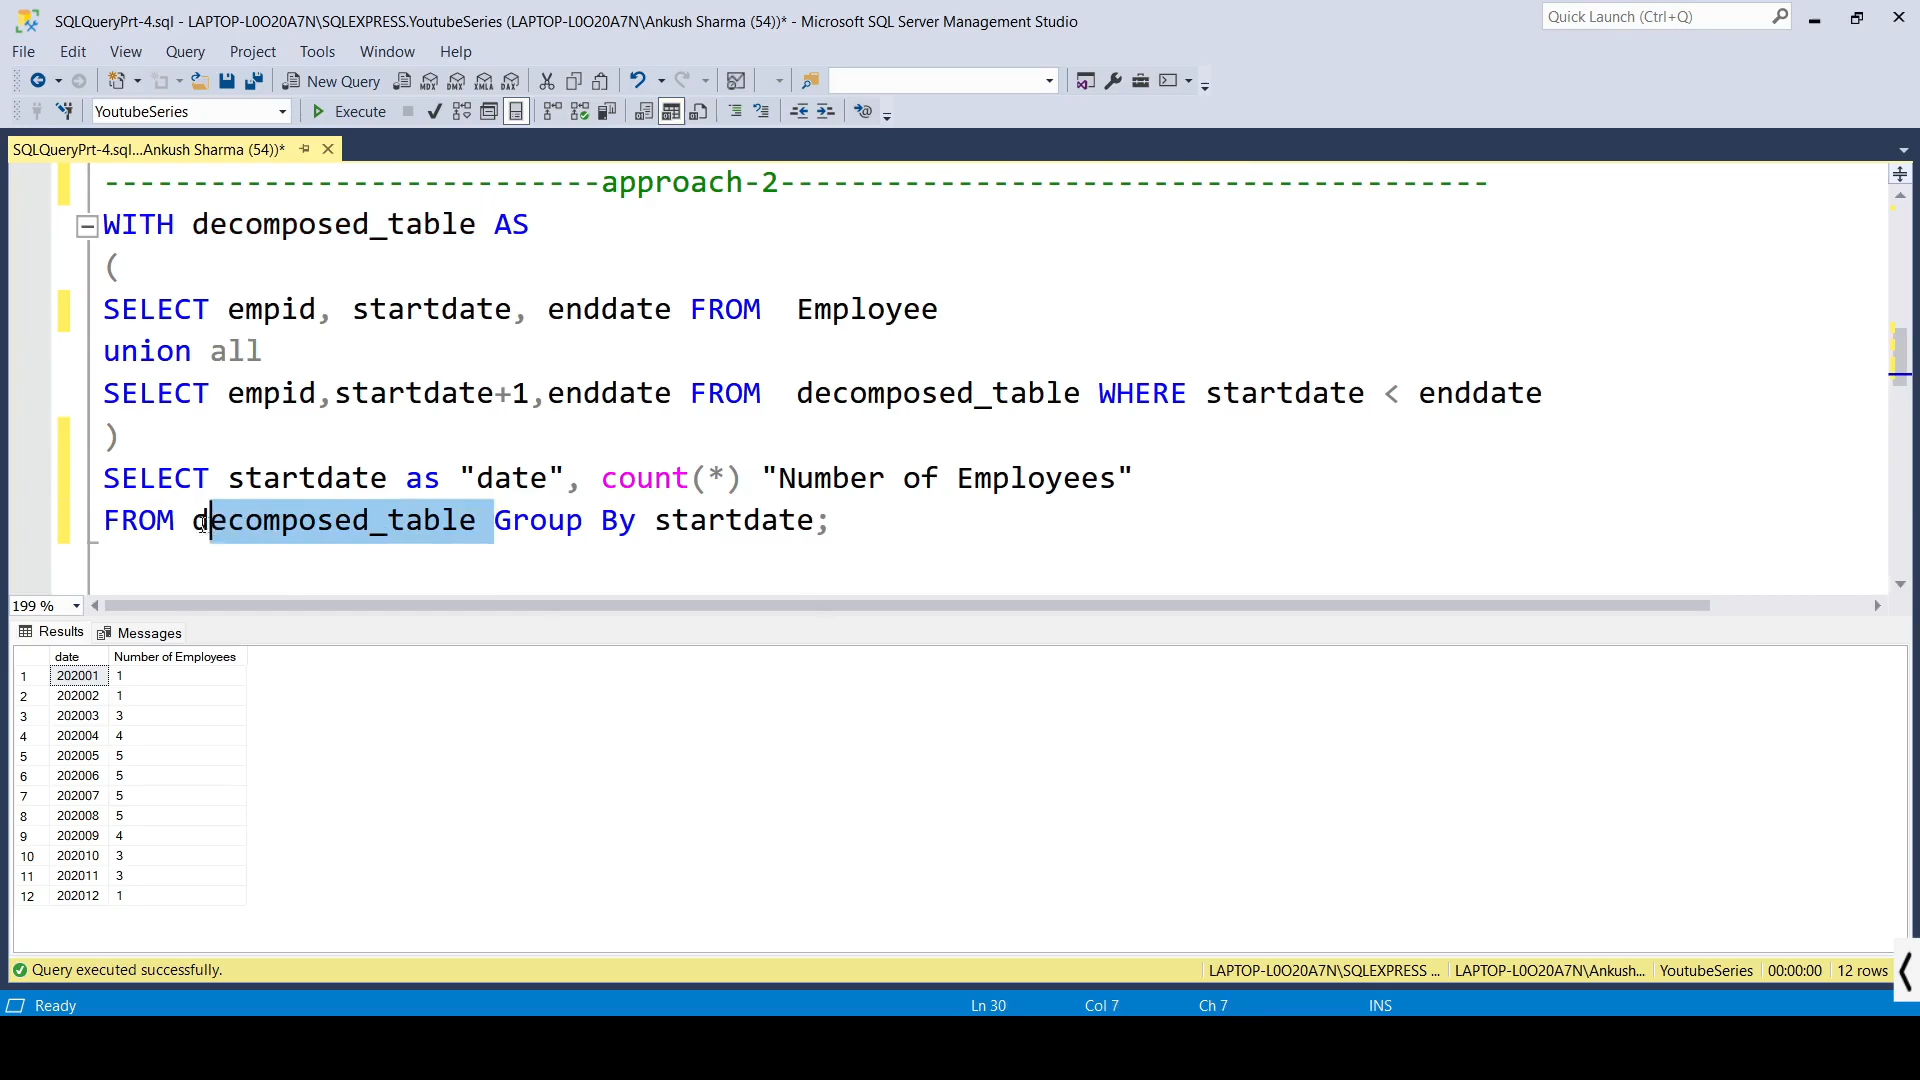 SQLQueryPrt-4.sql - LAPTOP-L0O20A7N\SQLEXPRESS.YoutubeSeries (LAPTOP-L0O20A7N\Ankush Sharma (54))* - Microsoft SQL Server Management Studio
Quick Launch (Ctrl+Q)
File Edit View Query Project Tools Window Help
New Query MDX DMX XMLA DAX
YoutubeSeries Execute
SQLQueryPrt-4.sql...Ankush Sharma (54))*
----------------------------approach-2----------------------------------------
WITH decomposed_table AS
(
SELECT empid, startdate, enddate FROM  Employee
union all
SELECT empid,startdate+1,enddate FROM  decomposed_table WHERE startdate < enddate
)
SELECT startdate as "date", count(*) "Number of Employees"
FROM decomposed_table Group By startdate;
199 %
Results Messages
date Number of Employees
1 202001 1
2 202002 1
3 202003 3
4 202004 4
5 202005 5
6 202006 5
7 202007 5
8 202008 5
9 202009 4
10 202010 3
11 202011 3
12 202012 1
Query executed successfully. LAPTOP-L0O20A7N\SQLEXPRESS ... LAPTOP-L0O20A7N\Ankush... YoutubeSeries 00:00:00 12 rows
Ready Ln 30 Col 7 Ch 7 INS